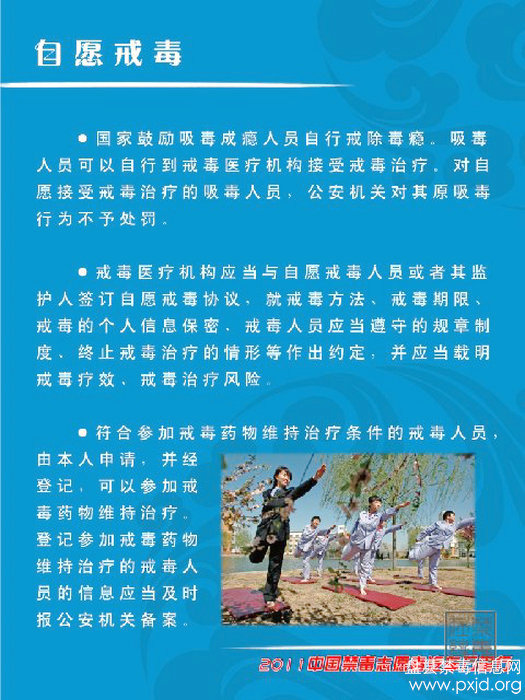 自愿戒毒
●国家鼓励吸毒成瘾人员自行戒除毒瘾。吸毒
人员可以自行到戒毒医疗机构接受戒毒治疗。对自
愿接受戒毒治疗的吸毒人员，公安机关对其原吸毒
行为不予处罚。
●戒毒医疗机构应当与自愿戒毒人员或者其监
护人签订自愿戒毒协议，就戒毒方法、戒毒期限、
戒毒的个人信息保密、戒毒人员应当遵守的规章制
度、终止戒毒治疗的情形等作出约定，并应当载明
戒毒疗效、戒毒治疗风险。
●符合参加戒毒药物维持治疗条件的戒毒人员，
由本人申请，并经
登记，可以参加戒
毒药物维持治疗。
登记参加戒毒药物
维持治疗的戒毒人
员的信息应当及时
报公安机关备案。
2011中国禁毒志愿
盘县禁毒信息网
www.pxjd.org